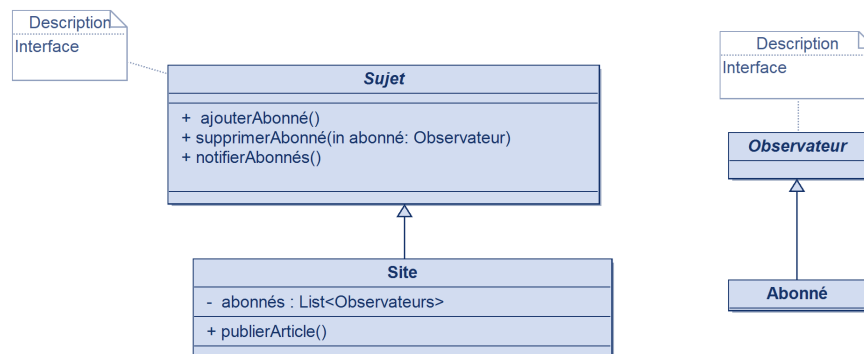 Description
Interface
Sujet
+ ajouterAbonné()
+ supprimerAbonné(in abonné: Observateur)
+ notifierAbonnés()
Site
- abonnés : List<Observateurs>
+ publierArticle()
Description
Interface
Observateur
Abonné